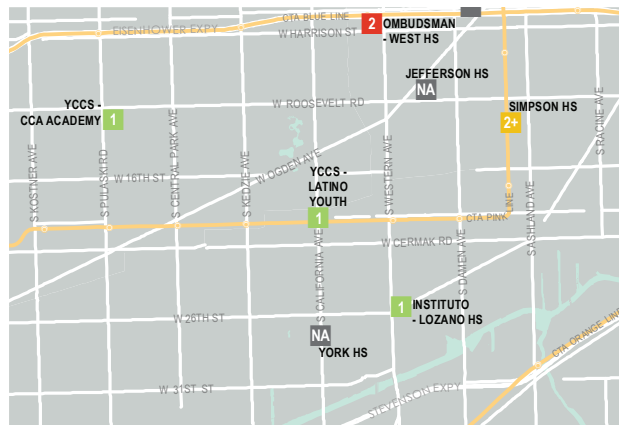 CTA BLUE LINE
EISENHOWER EXPY
W HARRISON ST
2
OMBUDSMAN
- WEST HS
JEFFERSON HS
NA
YCCS -
CCA ACADEMY
1
W ROOSEVELT RD
SIMPSON HS
2+
S RACINE AVE
S KOSTNER AVE
S PULASKI RD
S CENTRAL PARK AVE
S KEDZIE AVE
W OGDEN AVE
S WESTERN AVE
W 16TH ST
YCCS -
LATINO
YOUTH
1
CTA PINK LINE
S ASHLAND AVE
S DAMEN AVE
W CERMAK RD
S CALIFORNIA AVE
1
INSTITUTO
- LOZANO HS
W 26TH ST
NA
YORK HS
CTA ORANGE LINE
W 31ST ST
STEVENSON EXPY